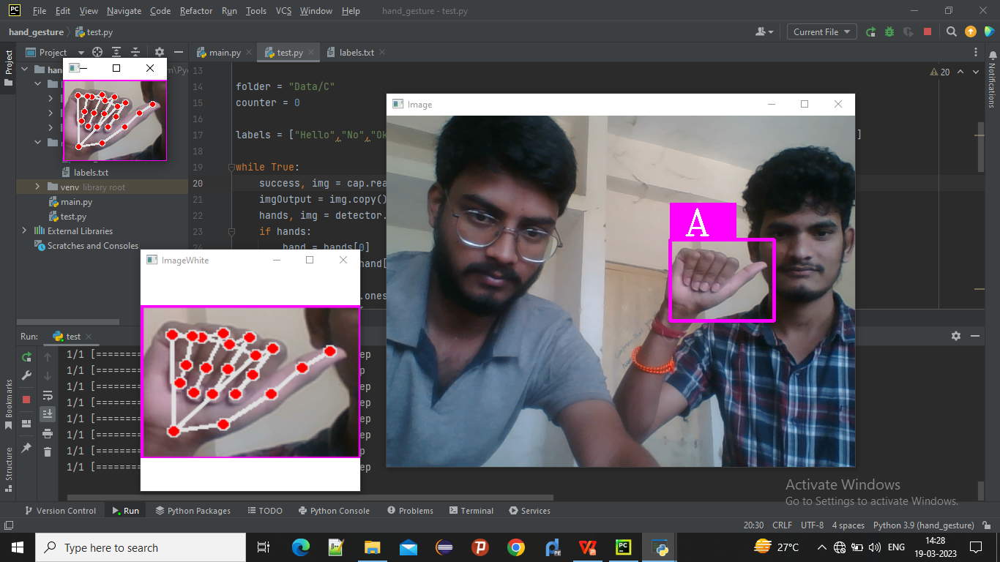 PC File Edit View Navigate Code Refactor Run Tools VCS Window Help hand_gesture - test.py
hand_gesture test.py Current File
Project main.py test.py labels.txt
Project
Notifications
13
14 folder = "Data/C"
15 counter = 0
16
17 labels = ["Hello","No","OK ]
18
19 while True:
20 success, img = cap.rea
21 imgOutput = img.copy()
22 hands, img = detector.
23 if hands:
24 hand = hands[0]
20
labels.txt
venv library root
main.py
test.py
External Libraries
Scratches and Consoles
Image
A
ImageWhite
Run: test
1/1 [========
1/1 [======== ep
1/1 [======== ep
1/1 [======== ep
1/1 [======== ep
1/1 [========
1/1 [======== ep
Bookmarks
Structure
Activate Windows
Go to Settings to activate Windows.
Version Control Run Python Packages TODO Python Console Problems Terminal Services
20:30 CRLF UTF-8 4 spaces Python 3.9 (hand_gesture)
Type here to search
27°C ENG 14:28
19-03-2023